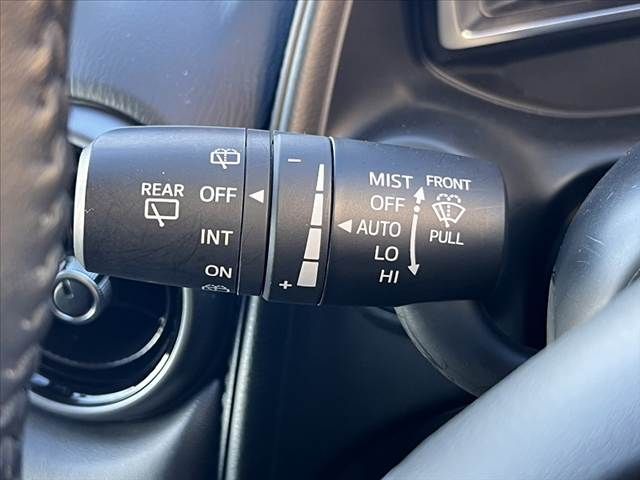 REAR
OFF
INT
ON
−
+
MIST
OFF
AUTO
LO
HI
FRONT
PULL